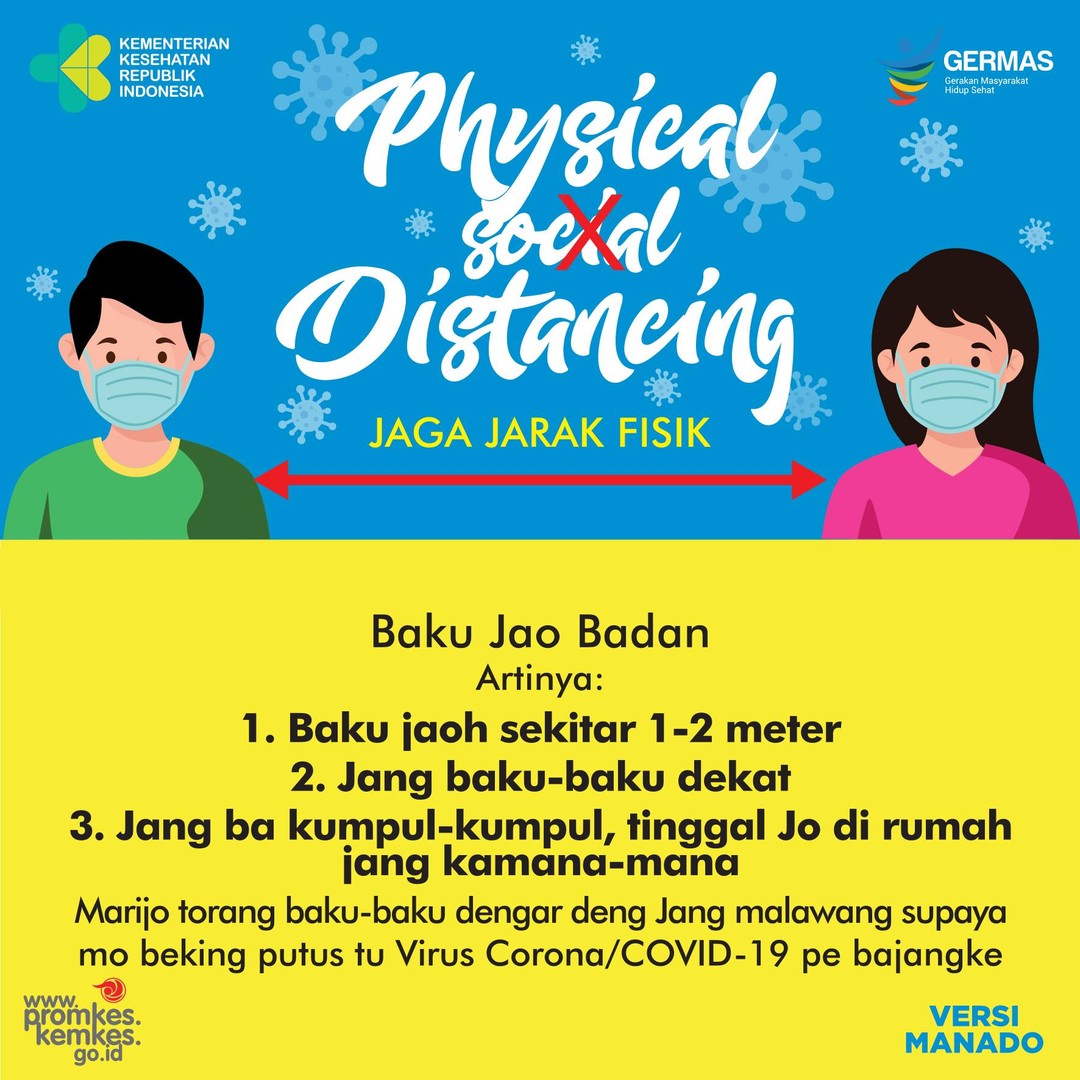 KEMENTERIAN
KESEHATAN
REPUBLIK
INDONESIA
GERMAS
Gerakan Masyarakat
Hidup Sehat
Physical
social
Distancing
JAGA JARAK FISIK
Baku Jao Badan
Artinya:
1. Baku jaoh sekitar 1-2 meter
2. Jang baku-baku dekat
3. Jang ba kumpul-kumpul, tinggal Jo di rumah
jang kamana-mana
Marijo torang baku-baku dengar deng Jang malawang supaya
mo beking putus tu Virus Corona/COVID-19 pe bajangke
www.
promkes.
kemkes.
go.id
VERSI
MANADO